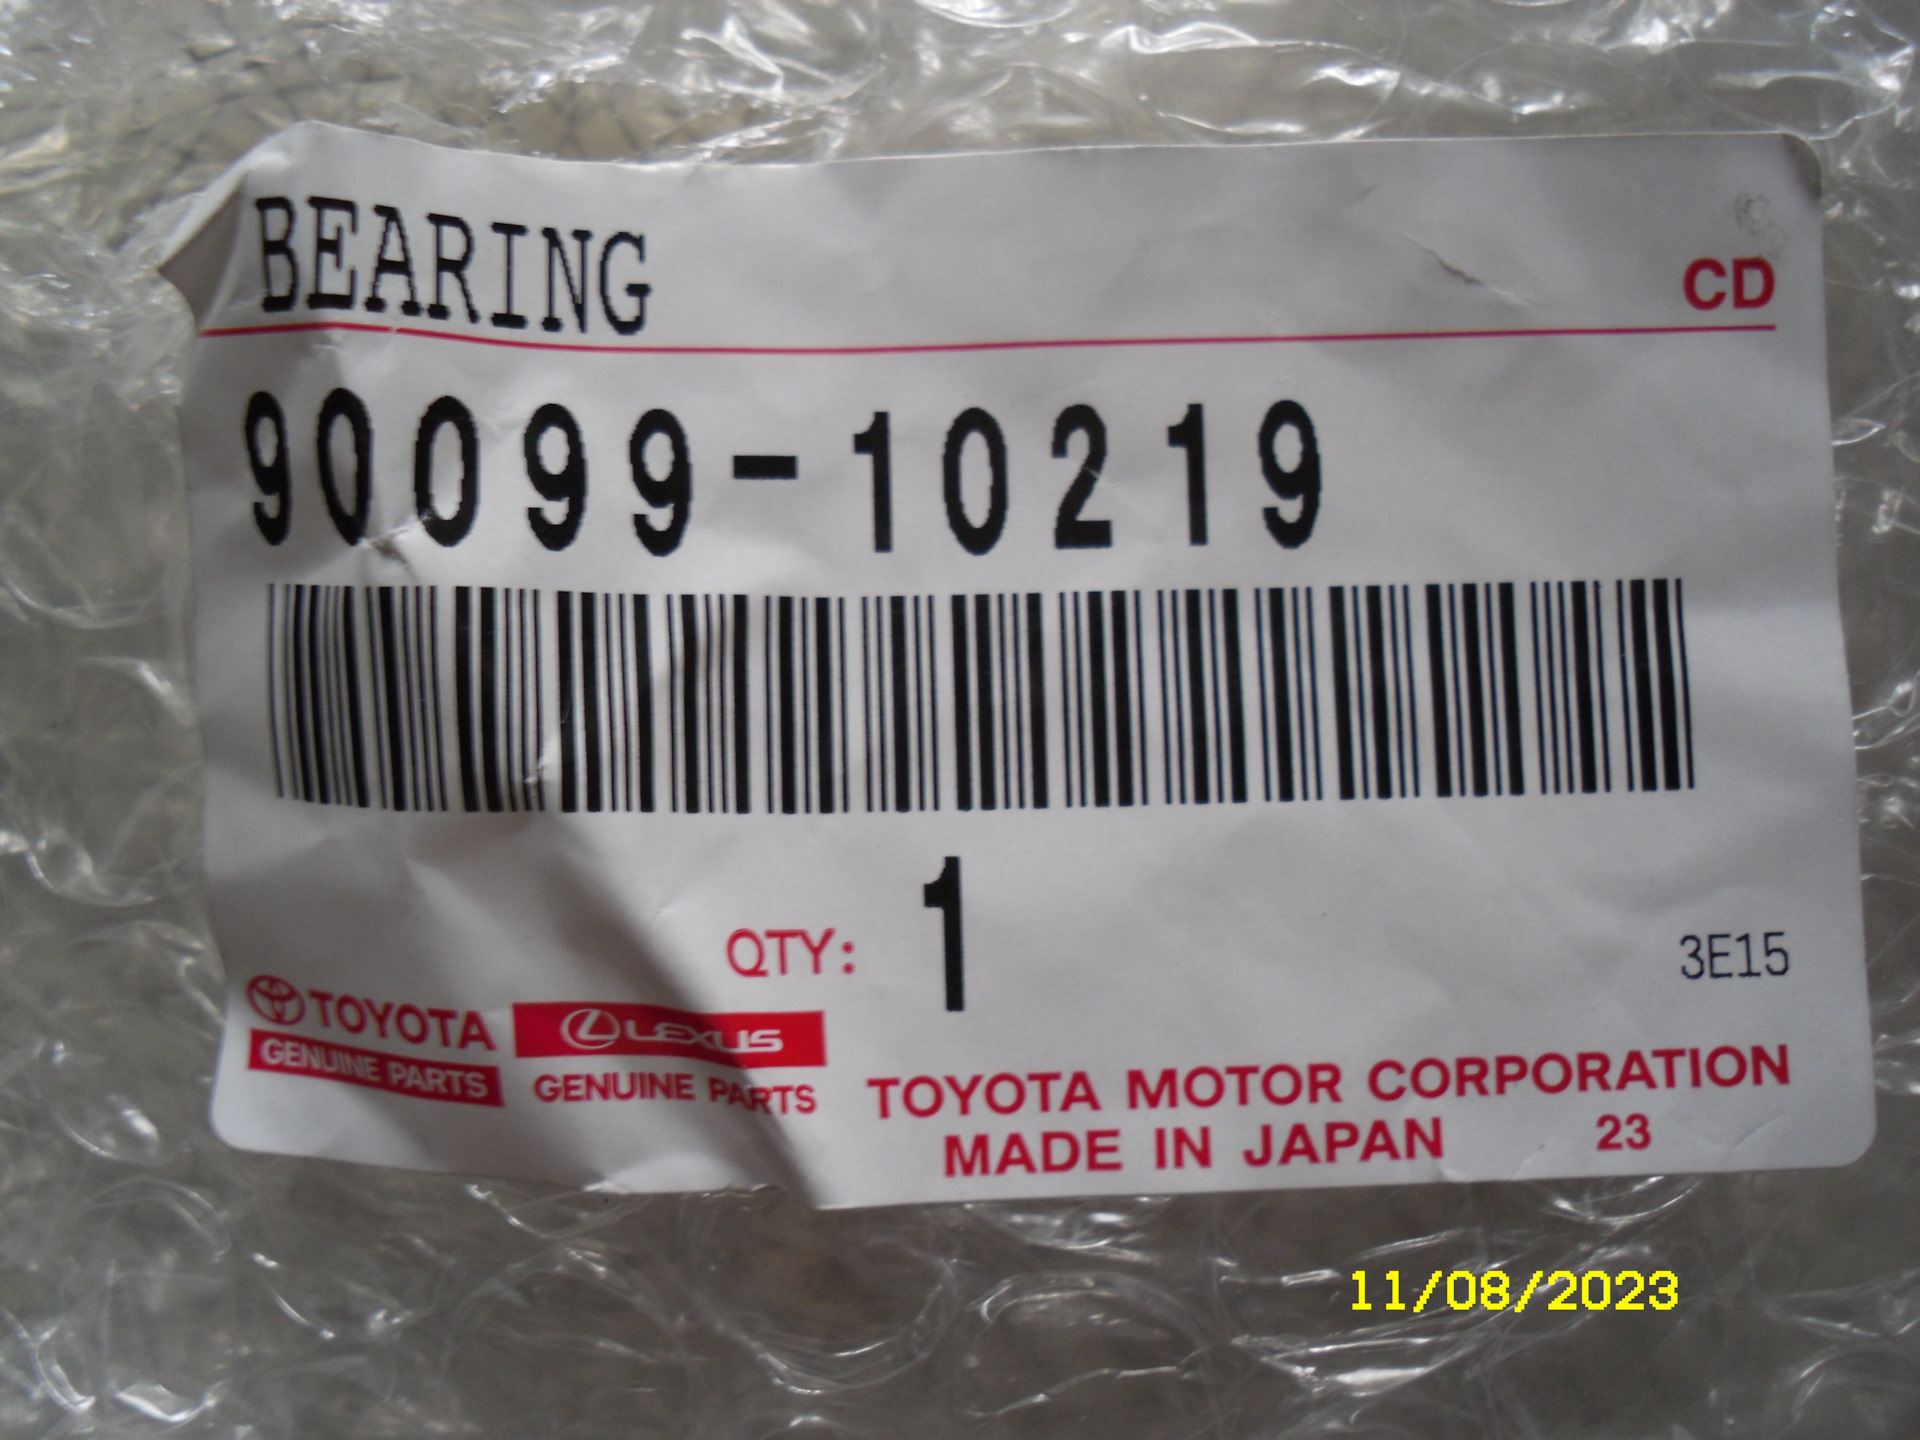 BEARING
CD
90099-10219
QTY: 1
3E15
TOYOTA
GENUINE PARTS
LEXUS
GENUINE PARTS
TOYOTA MOTOR CORPORATION
MADE IN JAPAN 23
11/08/2023